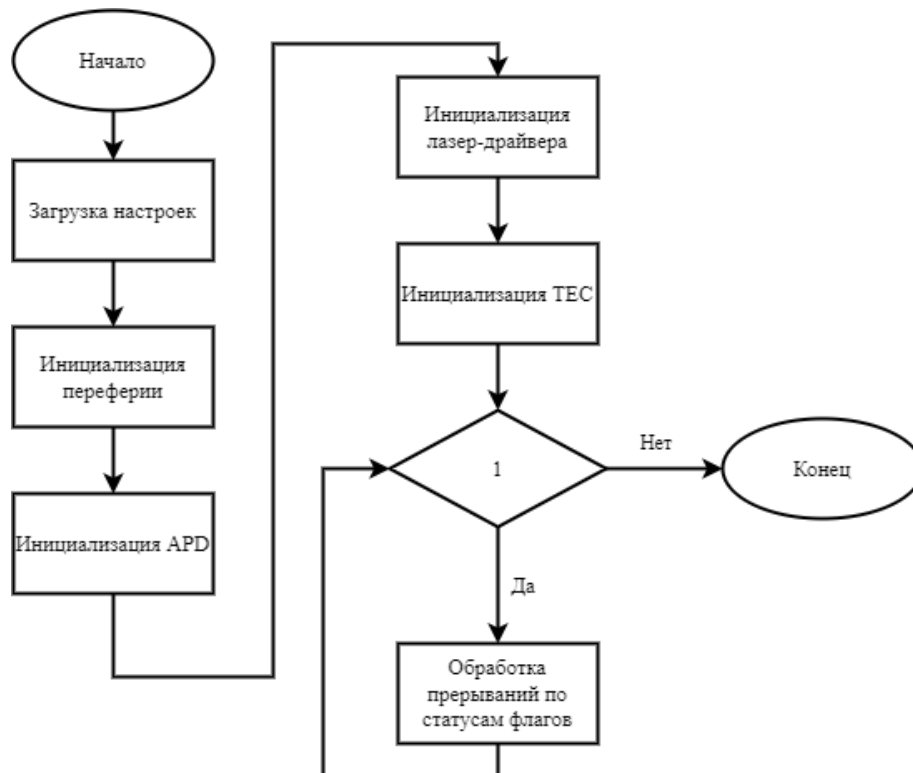 Начало
Загрузка настроек
Инициализация
переферии
Инициализация APD
Инициализация
лазер-драйвера
Инициализация TEC
1
Нет
Конец
Да
Обработка
прерываний по
статусам флагов